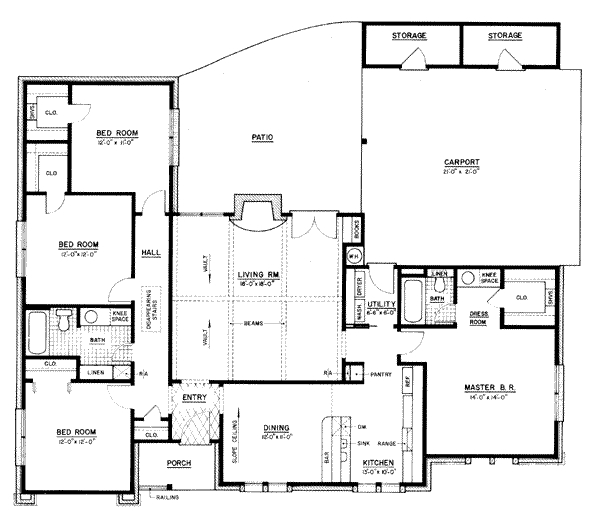 STORAGE
STORAGE
SHVS
CLO.
BED ROOM
12'-0" x 11'-0"
PATIO
CARPORT
21'-0" x 21'-0"
CLO
BED ROOM
12'-0" x 12'-0"
HALL
DISAPPEARING
STAIRS
VAULT
LIVING RM
18'-0" x 18'-0"
BOOKS
W.H.
DRYER
WASH.
UTILITY
6'-6" x 6'-0"
LINEN
BATH
KNEE
SPACE
DRESS
ROOM
CLO.
SHVS
VAULT
BEAMS
KNEE
SPACE
BATH
LINEN
R/A
CLO.
R/A
PANTRY
REF.
MASTER B. R.
14'-0" x 14'-0"
BED ROOM
12'-0" x 12'-0"
ENTRY
CLO.
SLOPE CEILING
DINING
12'-0" x 11'-0"
BAR
DW.
SINK
RANGE
KITCHEN
13'-0" x 10'-0"
PORCH
RAILING